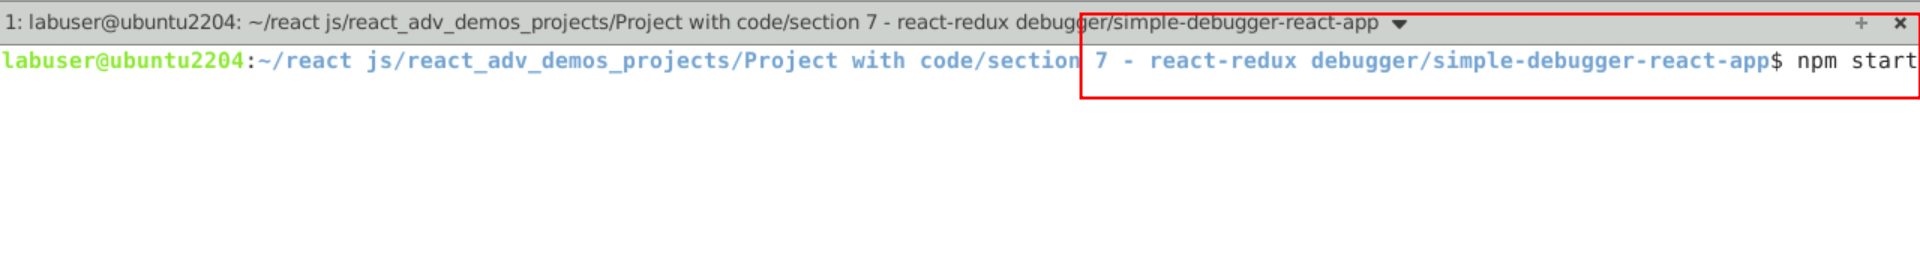 1: labuser@ubuntu2204: ~/react js/react_adv_demos_projects/Project with code/section 7 - react-redux debugger/simple-debugger-react-app
labuser@ubuntu2204:~/react js/react_adv_demos_projects/Project with code/section 7 - react-redux debugger/simple-debugger-react-app$ npm start